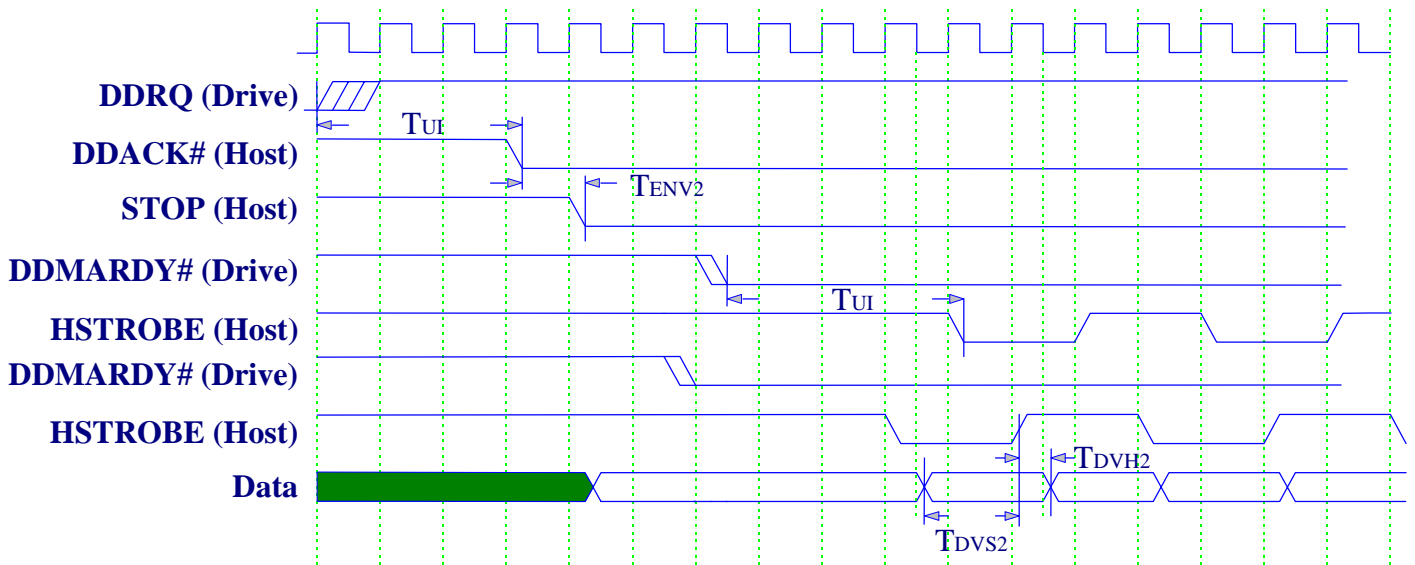 DDRQ (Drive)
TUI
DDACK# (Host)
TENV2
STOP (Host)
DDMARDY# (Drive)
TUI
HSTROBE (Host)
DDMARDY# (Drive)
HSTROBE (Host)
TDVH2
Data
TDVS2